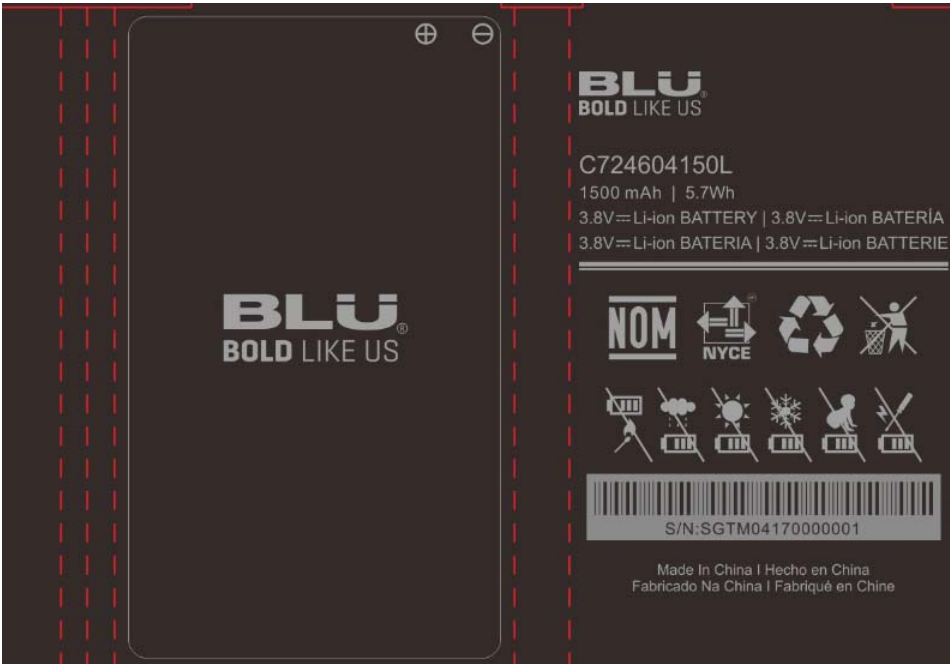 BLU®
BOLD LIKE US
BLU®
BOLD LIKE US
C724604150L
1500 mAh | 5.7Wh
3.8V⎓Li-ion BATTERY | 3.8V⎓Li-ion BATERÍA
3.8V⎓Li-ion BATERIA | 3.8V⎓Li-ion BATTERIE
NOM
NYCE
S/N:SGTM04170000001
Made In China I Hecho en China
Fabricado Na China I Fabriqué en Chine